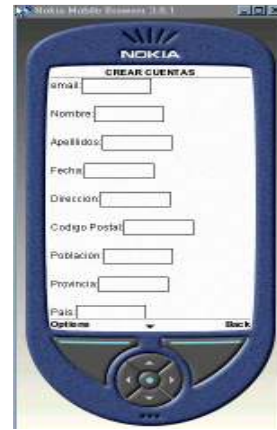 Nokia Mobile Browser 3.0.1
NOKIA
CREAR CUENTAS
email:
Nombre:
Apelllidos:
Fecha:
Direccion:
Codigo Postal:
Población:
Provincia:
Pais:
Options Back